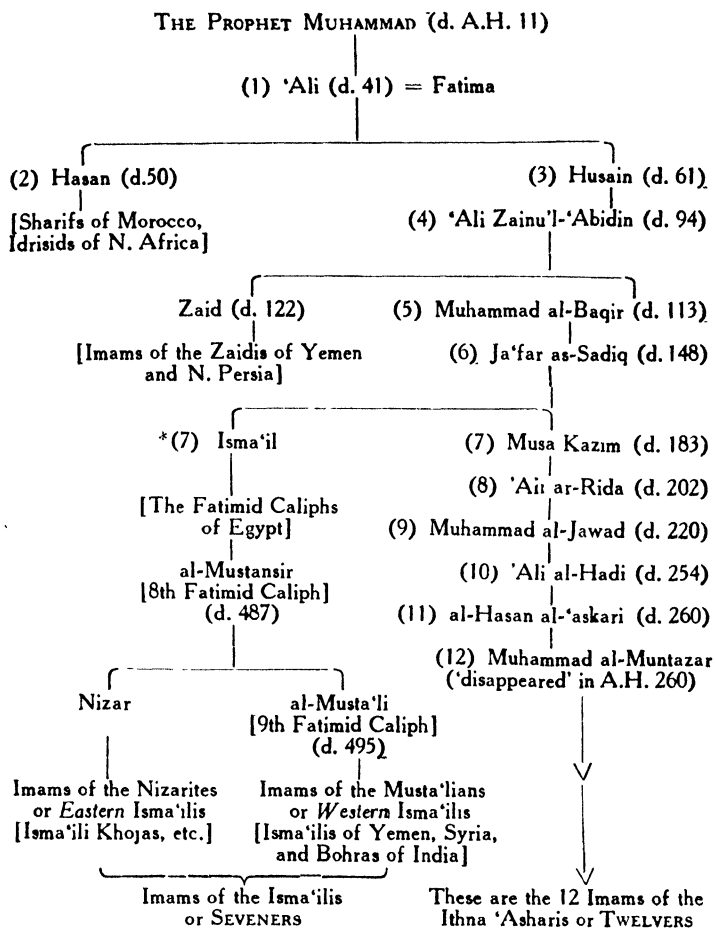 THE PROPHET MUHAMMAD (d. A.H. 11)
(1) ‘Ali (d. 41) = Fatima
(2) Hasan (d.50)
[Sharifs of Morocco,
Idrisids of N. Africa]
(3) Husain (d. 61)
(4) ‘Ali Zainu'l-‘Abidin (d. 94)
Zaid (d. 122)
[Imams of the Zaidis of Yemen
and N. Persia]
(5) Muhammad al-Baqir (d. 113)
(6) Ja‘far as-Sadiq (d. 148)
*(7) Isma‘il
[The Fatimid Caliphs
of Egypt]
al-Mustansir
[8th Fatimid Caliph]
(d. 487)
(7) Musa Kazim (d. 183)
(8) 'Ali ar-Rida (d. 202)
(9) Muhammad al-Jawad (d. 220)
(10) 'Ali al-Hadi (d. 254)
(11) al-Hasan al-‘askari (d. 260)
(12) Muhammad al-Muntazar
(‘disappeared’ in A.H. 260)
Nizar
Imams of the Nizarites
or Eastern Isma‘ilis
[Isma‘ili Khojas, etc.]
al-Musta‘li
[9th Fatimid Caliph]
(d. 495)
Imams of the Musta‘lians
or Western Isma‘ilis
[Isma‘ilis of Yemen, Syria,
and Bohras of India]
Imams of the Isma‘ilis
or SEVENERS
These are the 12 Imams of the
Ithna ‘Asharis or TWELVERS